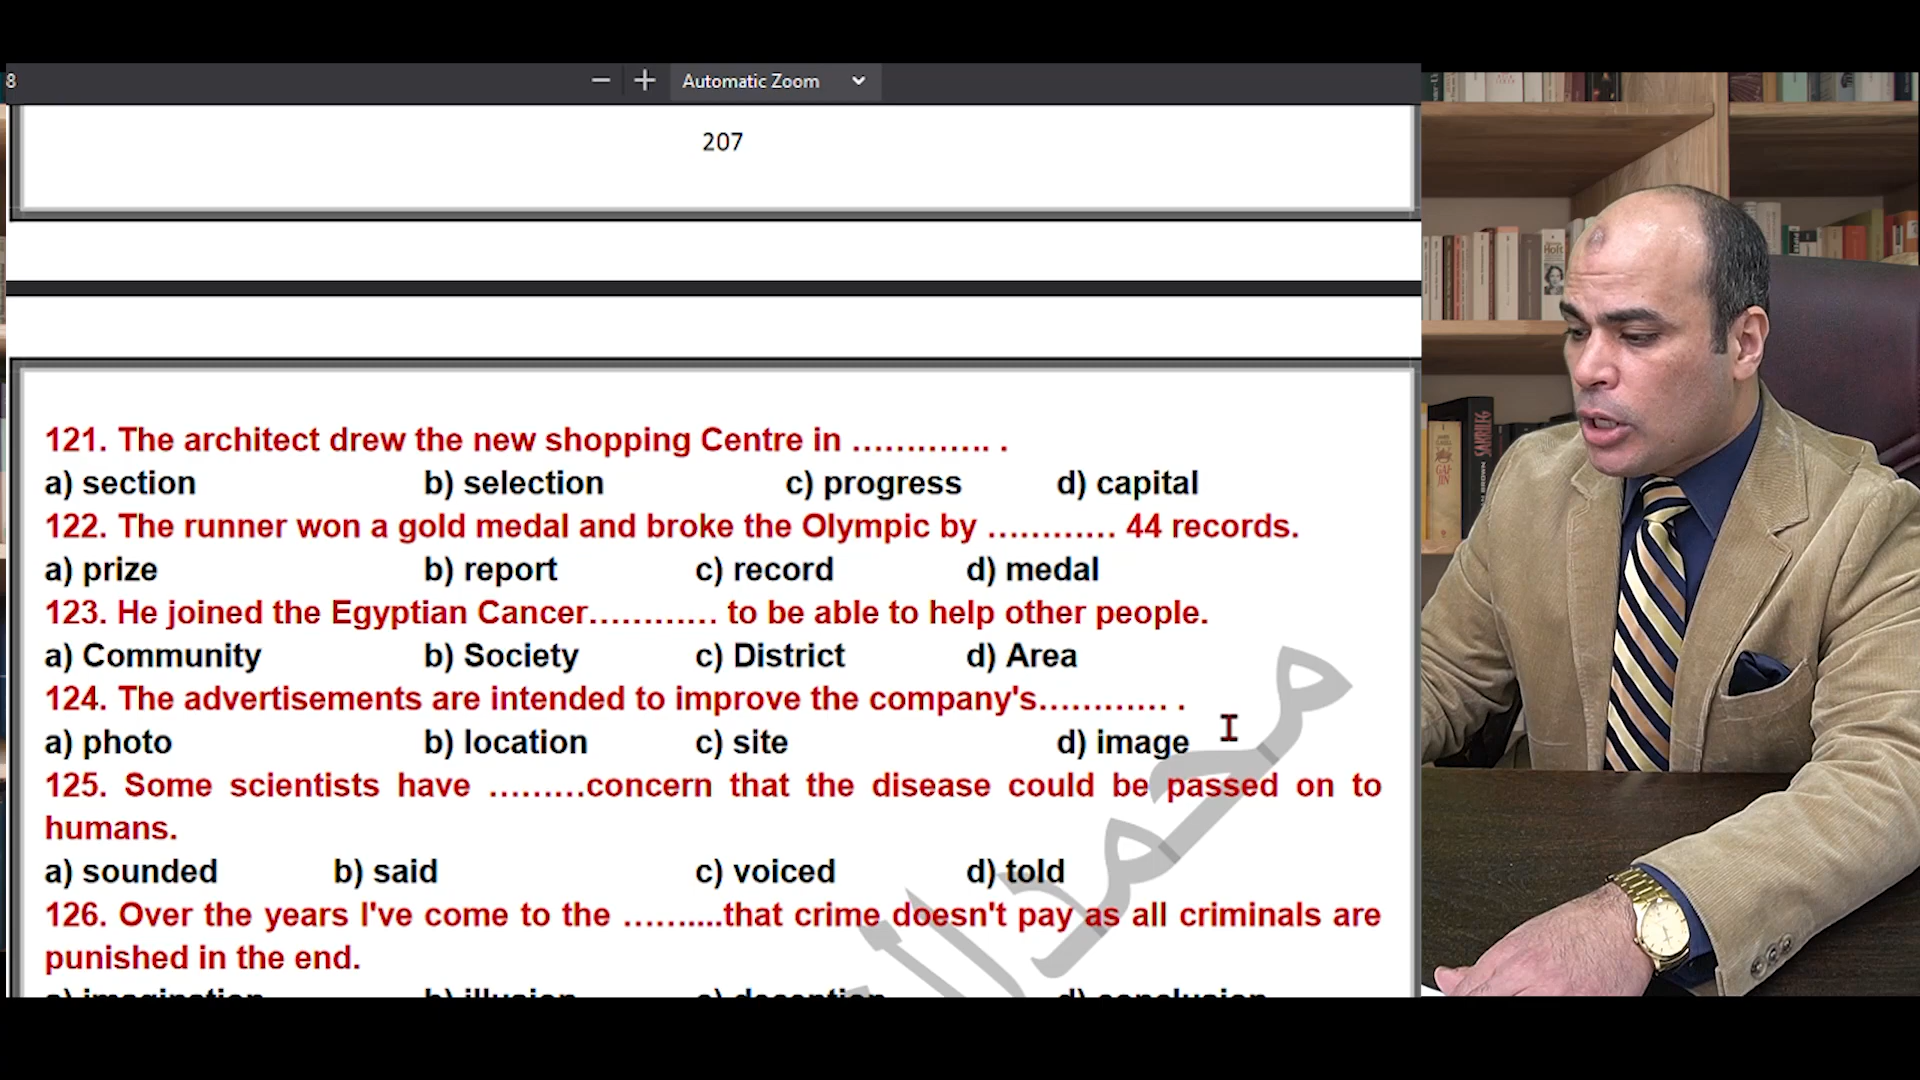 8
Automatic Zoom
207
121. The architect drew the new shopping Centre in ………….. .
a) section b) selection c) progress d) capital
122. The runner won a gold medal and broke the Olympic by ………… 44 records.
a) prize b) report c) record d) medal
123. He joined the Egyptian Cancer………… to be able to help other people.
a) Community b) Society c) District d) Area
124. The advertisements are intended to improve the company's………… .
a) photo b) location c) site d) image
125. Some scientists have ………concern that the disease could be passed on to
humans.
a) sounded b) said c) voiced d) told
126. Over the years I've come to the ……....that crime doesn't pay as all criminals are
punished in the end.
a) imagination b) illusion c) deception d) conclusion
محمد